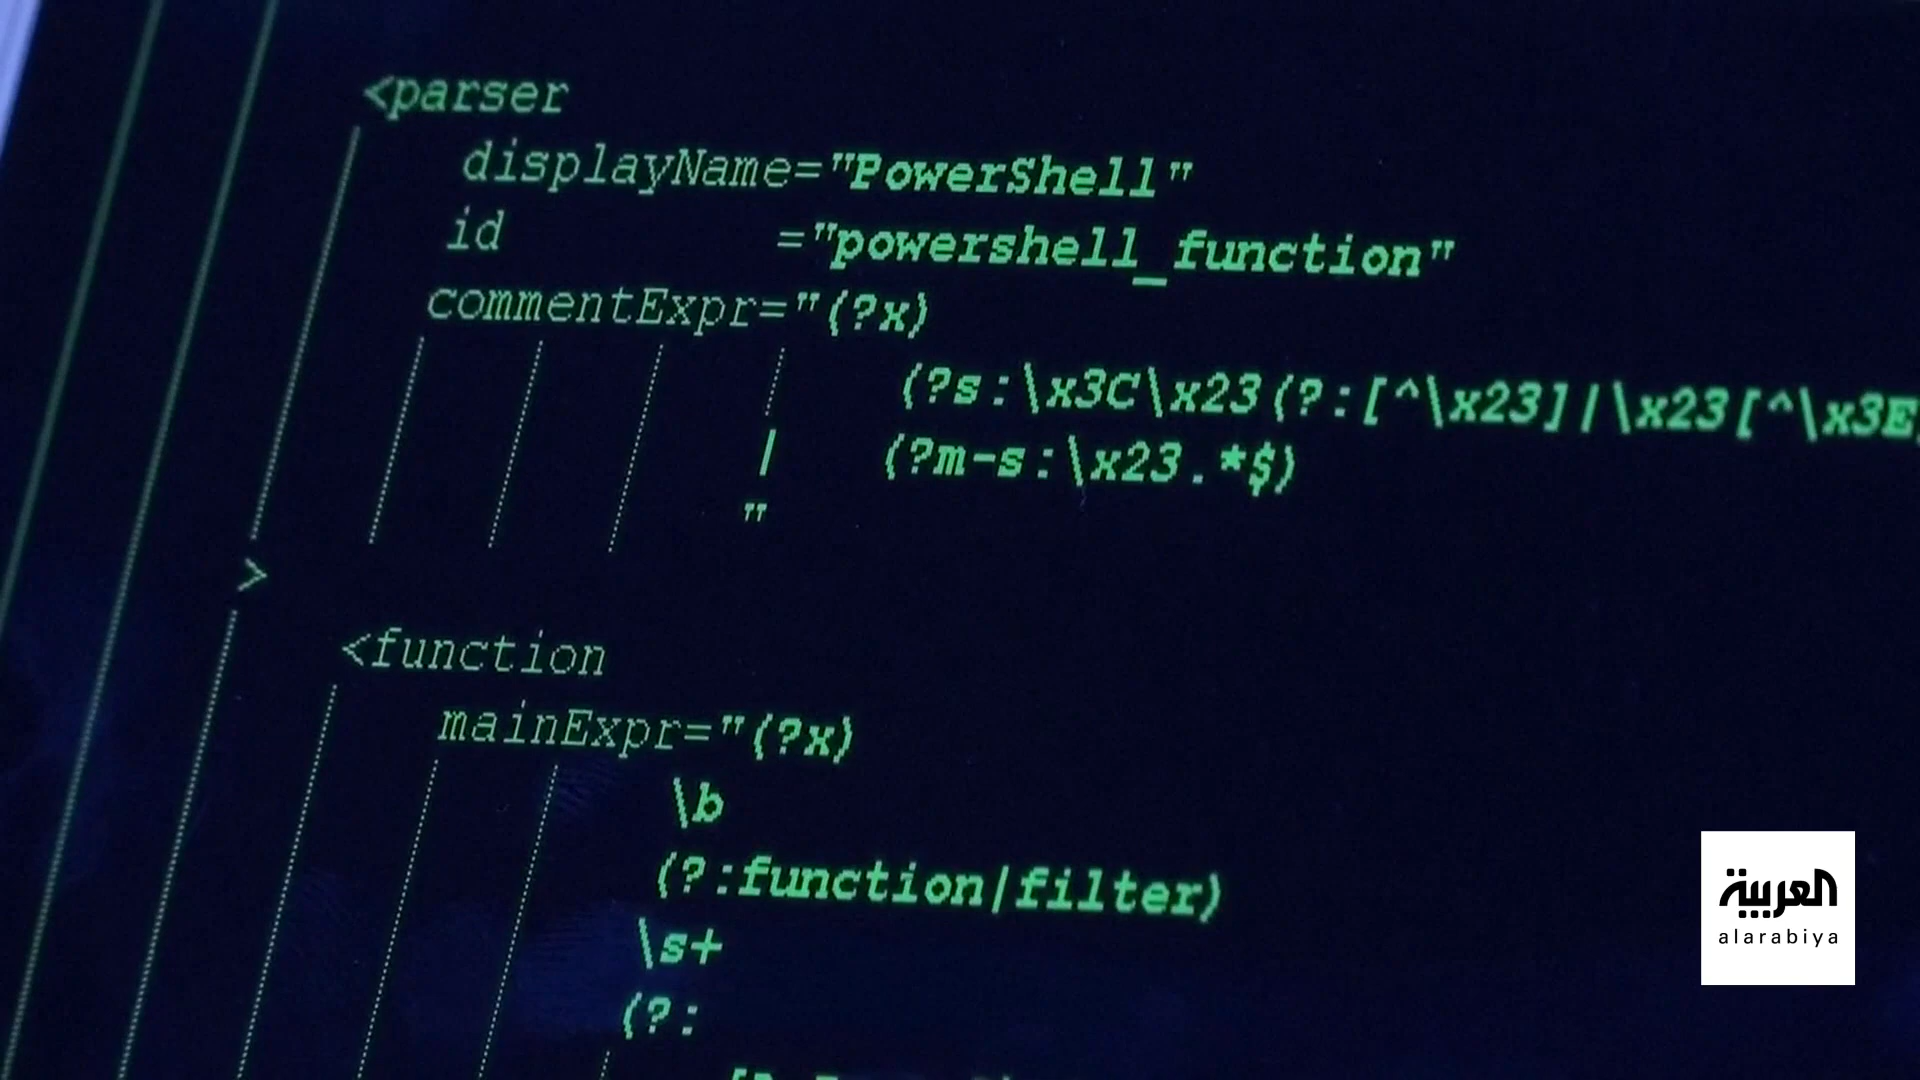 <parser
displayName="PowerShell"
id ="powershell_function"
commentExpr="(?x)
(?s:\x3C\x23(?:[^\x23]|\x23[^\x3E
| (?m-s:\x23.*$)
"
>
<function
mainExpr="(?x)
\b
(?:function|filter)
\s+
(?:
العربية
alarabiya